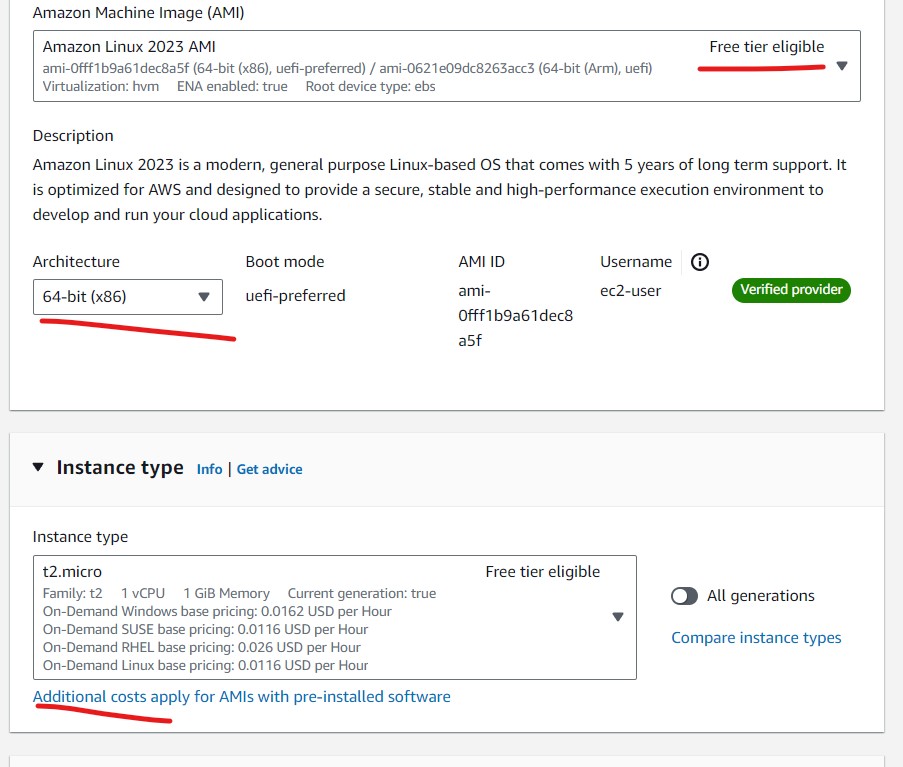 Amazon Machine Image (AMI)
Amazon Linux 2023 AMI
Free tier eligible
ami-0fff1b9a61dec8a5f (64-bit (x86), uefi-preferred) / ami-0621e09dc8263acc3 (64-bit (Arm), uefi)
Virtualization: hvm ENA enabled: true Root device type: ebs
Description
Amazon Linux 2023 is a modern, general purpose Linux-based OS that comes with 5 years of long term support. It
is optimized for AWS and designed to provide a secure, stable and high-performance execution environment to
develop and run your cloud applications.
Architecture
64-bit (x86)
Boot mode
uefi-preferred
AMI ID
ami-
0fff1b9a61dec8
a5f
Username
ec2-user
Verified provider
Instance type Info | Get advice
Instance type
t2.micro
Free tier eligible
Family: t2 1 vCPU 1 GiB Memory Current generation: true
On-Demand Windows base pricing: 0.0162 USD per Hour
On-Demand SUSE base pricing: 0.0116 USD per Hour
On-Demand RHEL base pricing: 0.026 USD per Hour
On-Demand Linux base pricing: 0.0116 USD per Hour
All generations
Compare instance types
Additional costs apply for AMIs with pre-installed software